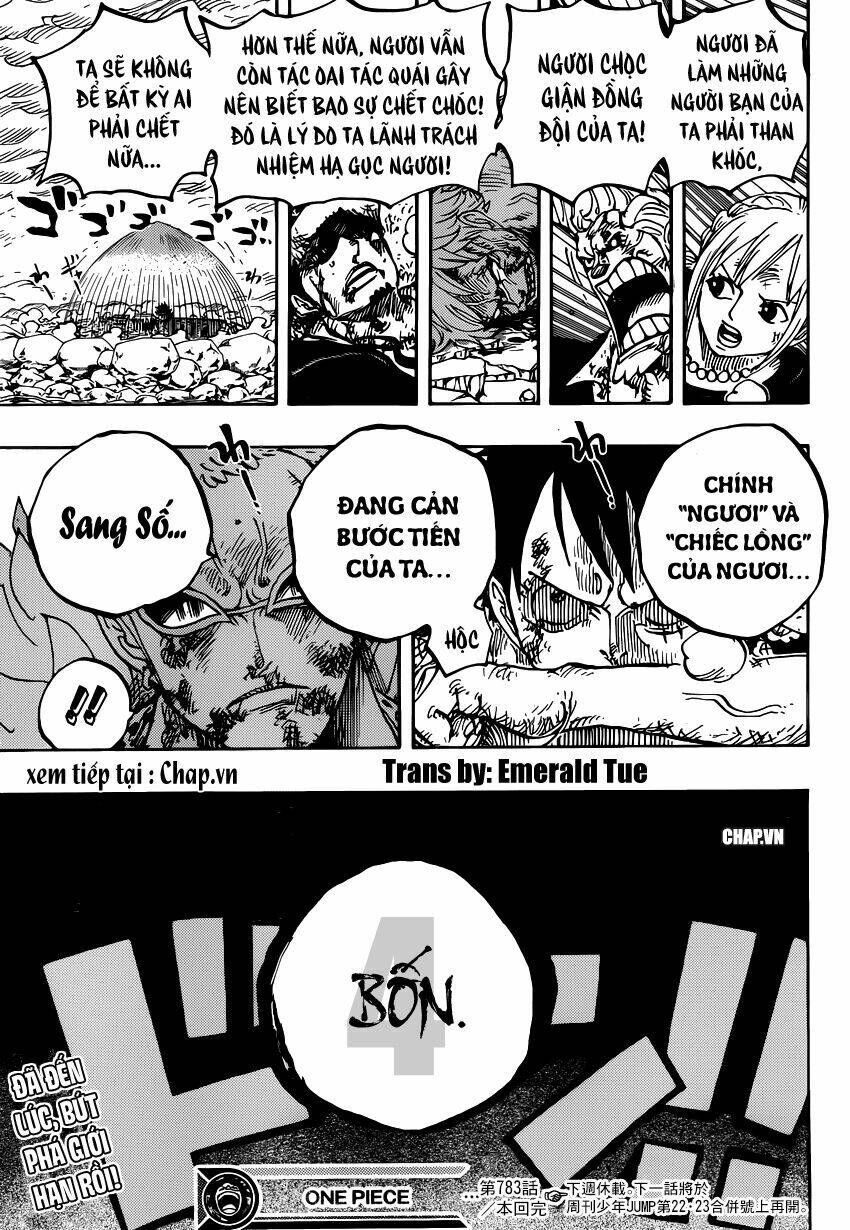 NGƯƠI ĐÃ
LÀM NHỮNG
NGƯỜI BẠN CỦA
TA PHẢI THAN
KHÓC,
NGƯƠI CHỌC
GIẬN ĐỒNG
ĐỘI CỦA TA!
HƠN THẾ NỮA, NGƯƠI VẪN
CÒN TÁC OAI TÁC QUÁI GÂY
NÊN BIẾT BAO SỰ CHẾT CHÓC!
ĐÓ LÀ LÝ DO TA LÃNH TRÁCH
NHIỆM HẠ GỤC NGƯƠI!
TA SẼ KHÔNG
ĐỂ BẤT KỲ AI
PHẢI CHẾT
NỮA...
ゴゴ
CHÍNH
"NGƯƠI" VÀ
"CHIẾC LỒNG"
CỦA NGƯƠI...
ĐANG CẢN
BƯỚC TIẾN
CỦA TA...
HỘC
Sang Số...
!!
xem tiếp tại : Chap.vn
Trans by: Emerald Tue
CHAP.VN
4
BỐN.
ĐÃ ĐẾN
LÚC, BỨT
PHÁ GIỚI
HẠN RỒI!
ONE PIECE
...第783話
／本回完
☞下週休載。下一話將於
周刊少年JUMP第22・23合併號上再開。